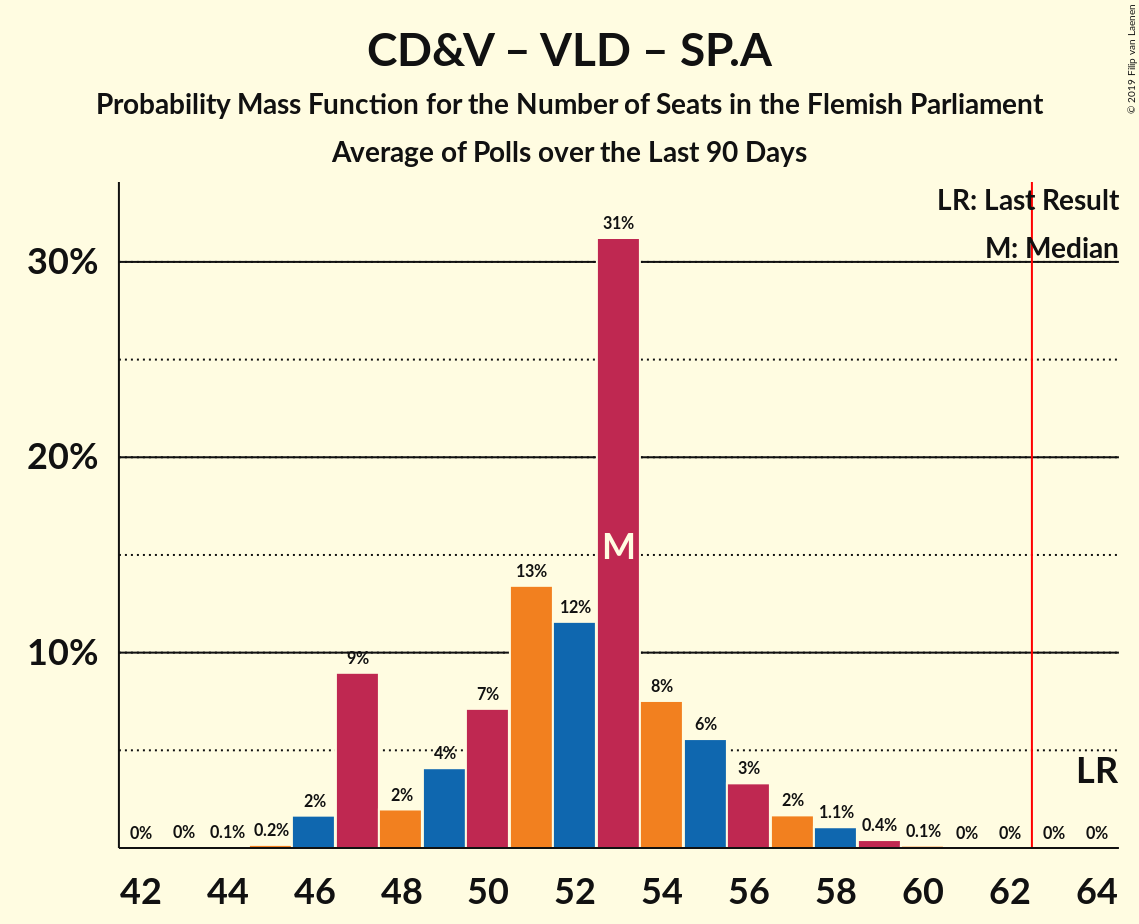 CD&V – VLD – SP.A
Probability Mass Function for the Number of Seats in the Flemish Parliament
Average of Polls over the Last 90 Days
© 2019 Filip van Laenen
LR: Last Result
M: Median
30%
20%
10%
31%
M
13%
12%
9%
8%
7%
6%
4%
3%
2%
2%
2%
1.1%
0.4%
0.1%
0%
0%
0%
0%
0%
0%
0.1%
0.2%
LR
42 44 46 48 50 52 54 56 58 60 62 64